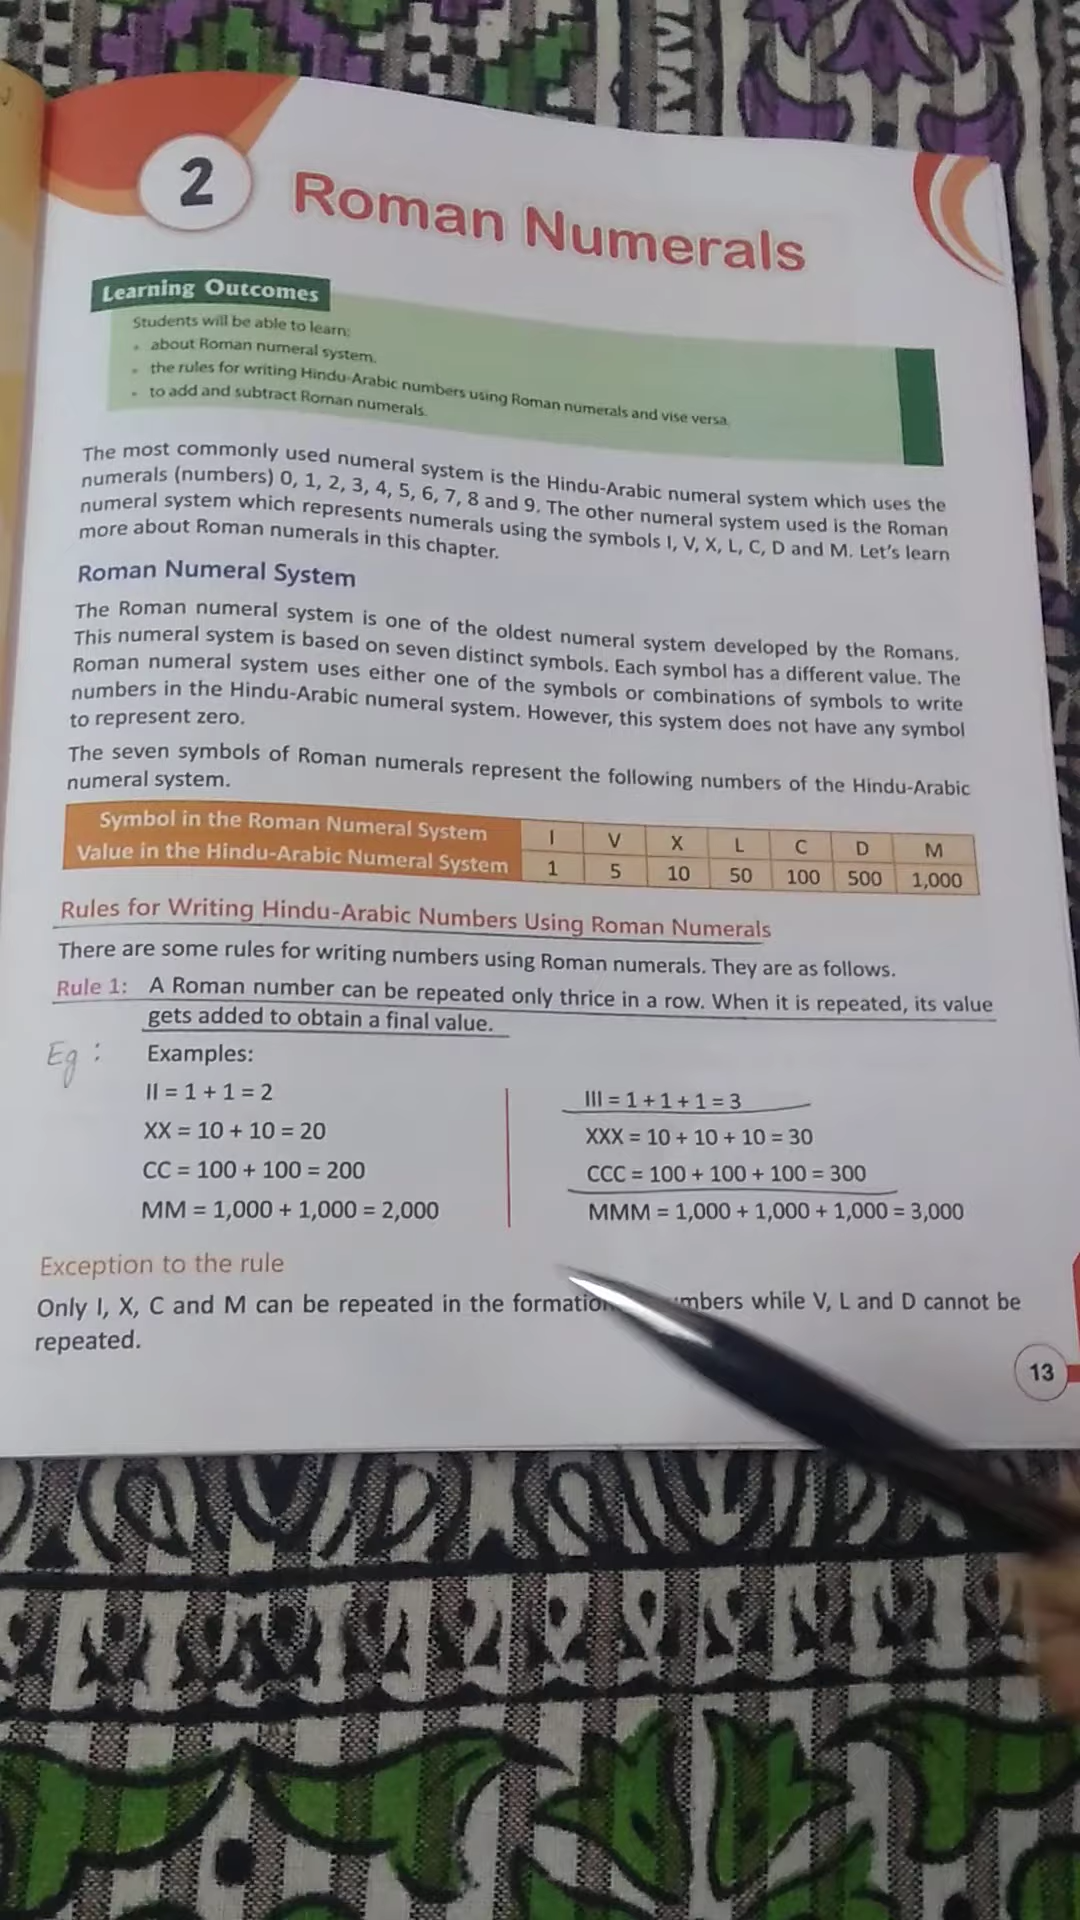 2
Roman Numerals
Learning Outcomes
Students will be able to learn:
• about Roman numeral system.
• the rules for writing Hindu-Arabic numbers using Roman numerals and vise versa.
• to add and subtract Roman numerals.
The most commonly used numeral system is the Hindu-Arabic numeral system which uses the
numerals (numbers) 0, 1, 2, 3, 4, 5, 6, 7, 8 and 9. The other numeral system used is the Roman
numeral system which represents numerals using the symbols I, V, X, L, C, D and M. Let's learn
more about Roman numerals in this chapter.
Roman Numeral System
The Roman numeral system is one of the oldest numeral system developed by the Romans.
This numeral system is based on seven distinct symbols. Each symbol has a different value. The
Roman numeral system uses either one of the symbols or combinations of symbols to write
numbers in the Hindu-Arabic numeral system. However, this system does not have any symbol
to represent zero.
The seven symbols of Roman numerals represent the following numbers of the Hindu-Arabic
numeral system.
Symbol in the Roman Numeral System I V X L C D M
Value in the Hindu-Arabic Numeral System 1 5 10 50 100 500 1,000
Rules for Writing Hindu-Arabic Numbers Using Roman Numerals
There are some rules for writing numbers using Roman numerals. They are as follows.
Rule 1: A Roman number can be repeated only thrice in a row. When it is repeated, its value
gets added to obtain a final value.
Eg: Examples:
II = 1 + 1 = 2
XX = 10 + 10 = 20
CC = 100 + 100 = 200
MM = 1,000 + 1,000 = 2,000
III = 1 + 1 + 1 = 3
XXX = 10 + 10 + 10 = 30
CCC = 100 + 100 + 100 = 300
MMM = 1,000 + 1,000 + 1,000 = 3,000
Exception to the rule
Only I, X, C and M can be repeated in the while V, L and D cannot be
repeated.
13